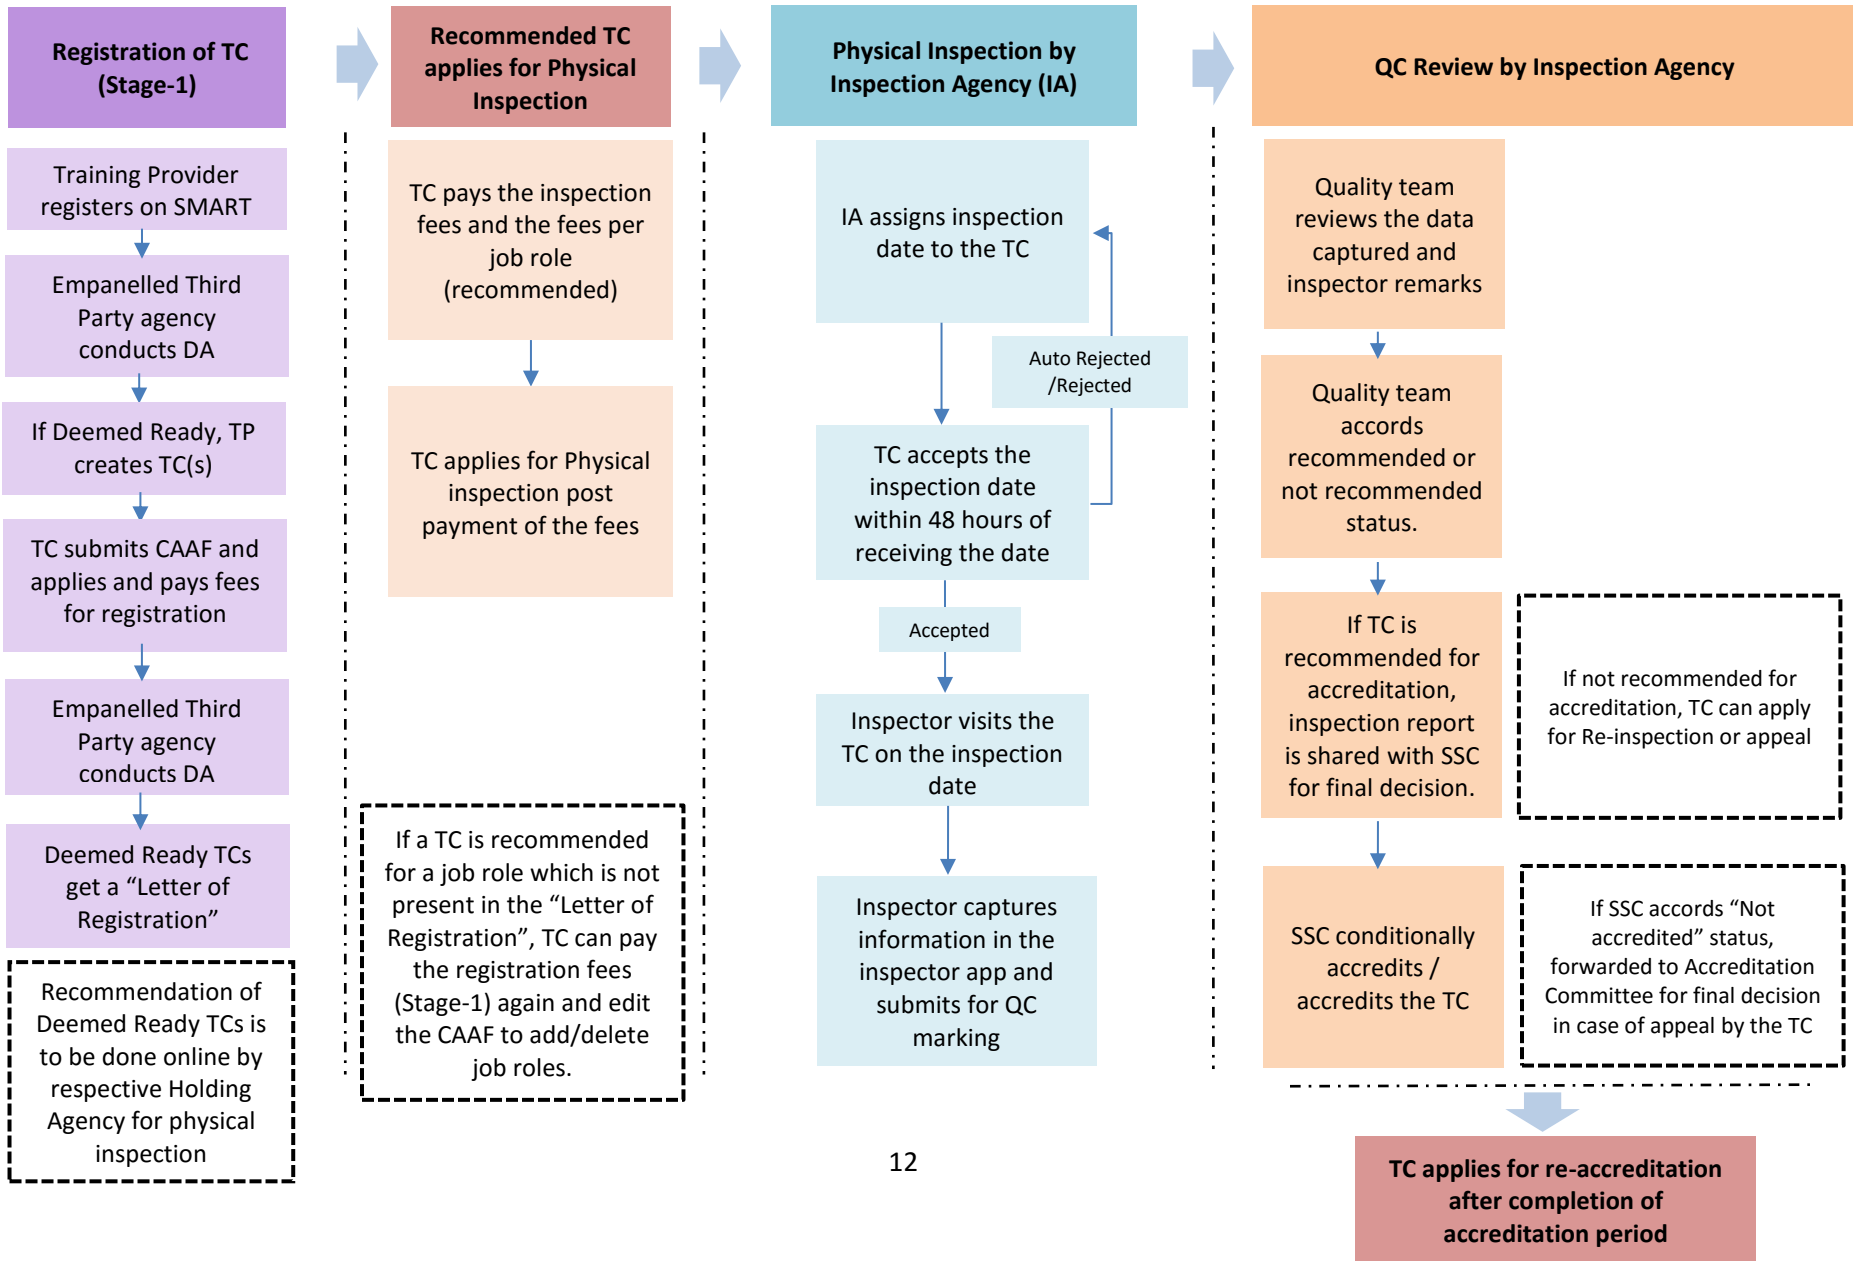 Registration of TC
(Stage-1)
Training Provider
registers on SMART
Empanelled Third
Party agency
conducts DA
If Deemed Ready, TP
creates TC(s)
TC submits CAAF and
applies and pays fees
for registration
Empanelled Third
Party agency
conducts DA
Deemed Ready TCs
get a “Letter of
Registration”
Recommendation of
Deemed Ready TCs is
to be done online by
respective Holding
Agency for physical
inspection
Recommended TC
applies for Physical
Inspection
TC pays the inspection
fees and the fees per
job role
(recommended)
TC applies for Physical
inspection post
payment of the fees
If a TC is recommended
for a job role which is not
present in the “Letter of
Registration”, TC can pay
the registration fees
(Stage-1) again and edit
the CAAF to add/delete
job roles.
Physical Inspection by
Inspection Agency (IA)
IA assigns inspection
date to the TC
Auto Rejected
/Rejected
TC accepts the
inspection date
within 48 hours of
receiving the date
Accepted
Inspector visits the
TC on the inspection
date
Inspector captures
information in the
inspector app and
submits for QC
marking
QC Review by Inspection Agency
Quality team
reviews the data
captured and
inspector remarks
Quality team
accords
recommended or
not recommended
status.
If TC is
recommended for
accreditation,
inspection report
is shared with SSC
for final decision.
If not recommended for
accreditation, TC can apply
for Re-inspection or appeal
SSC conditionally
accredits /
accredits the TC
If SSC accords “Not
accredited” status,
forwarded to Accreditation
Committee for final decision
in case of appeal by the TC
TC applies for re-accreditation
after completion of
accreditation period
12